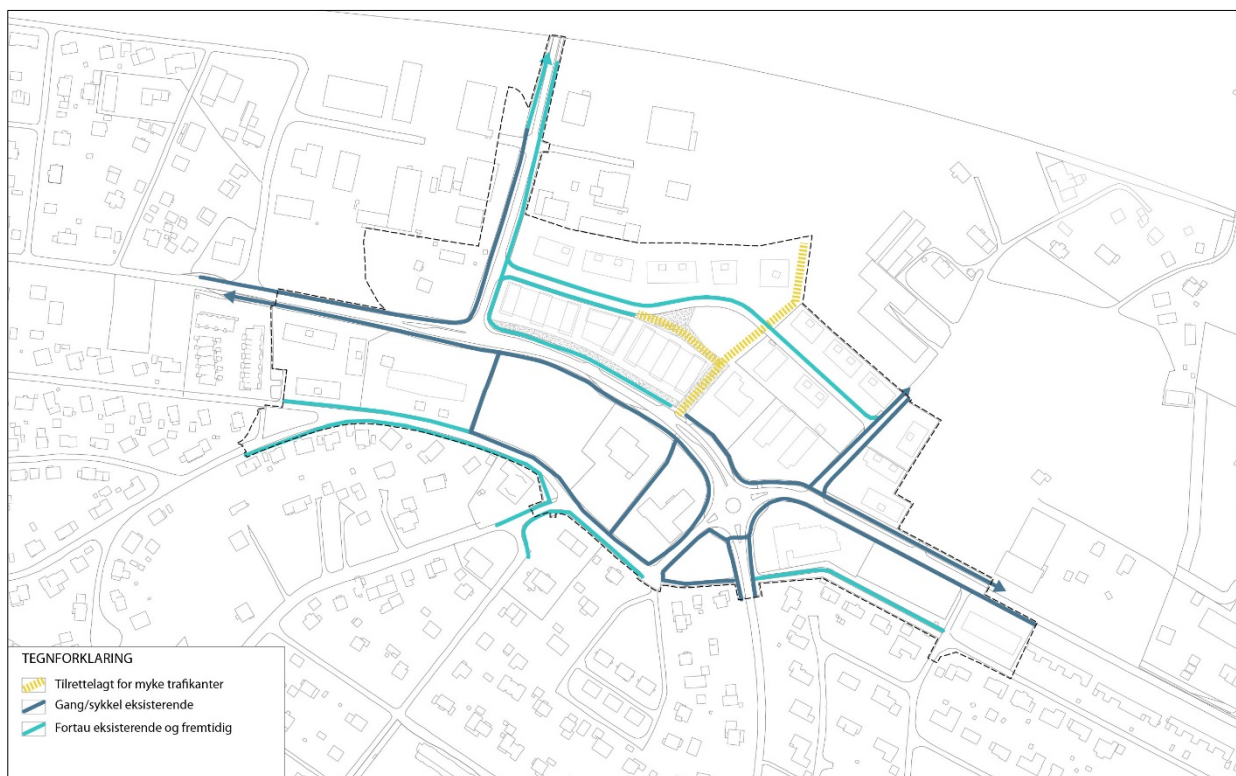 TEGNFORKLARING
Tilrettelagt for myke trafikanter
Gang/sykkel eksisterende
Fortau eksisterende og fremtidig